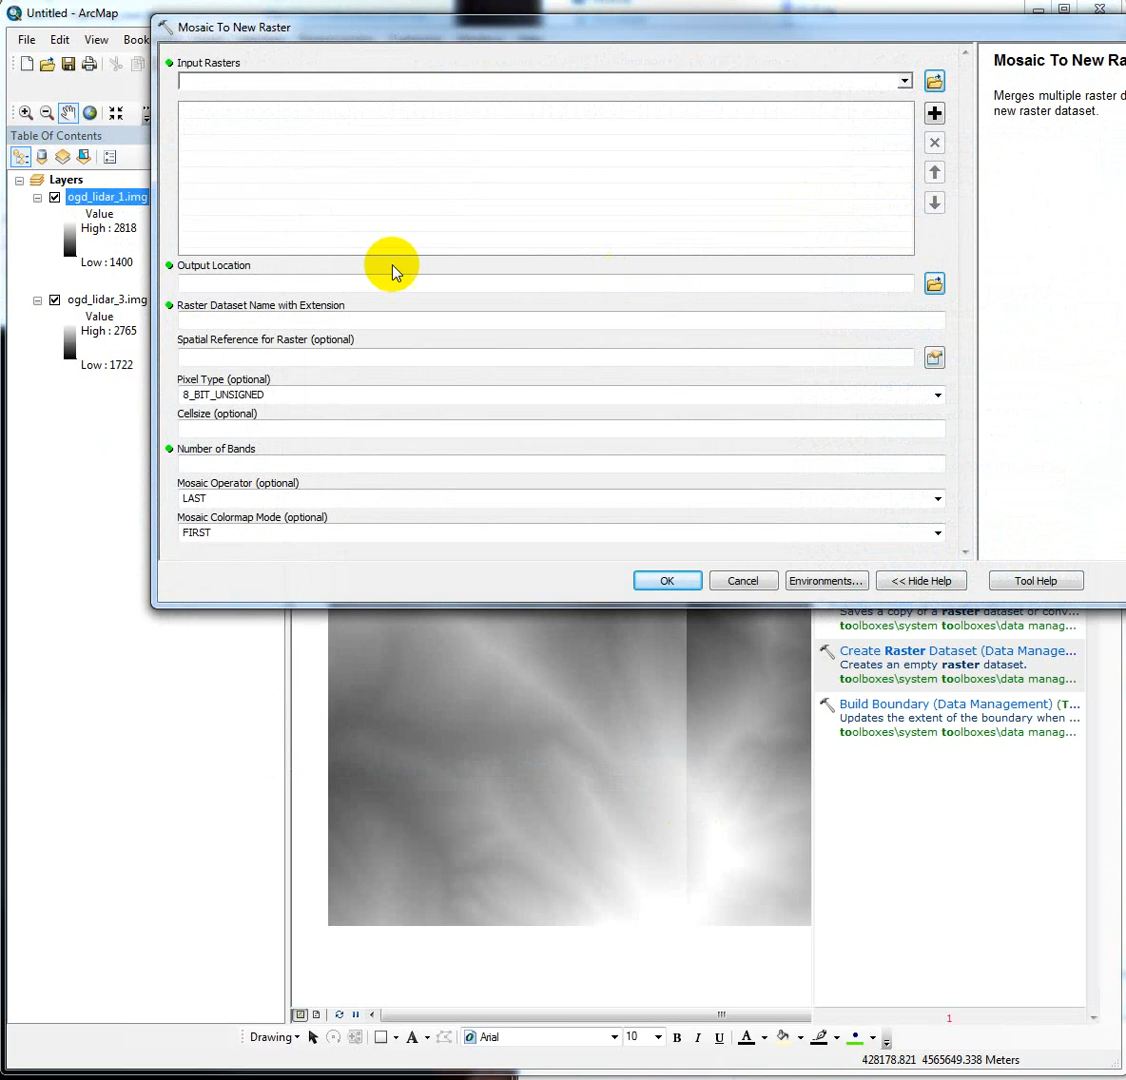 Untitled - ArcMap
Mosaic To New Raster
File Edit View Book
Input Rasters
Mosaic To New Ra
Merges multiple raster d
new raster dataset.
Table Of Contents
Layers
ogd_lidar_1.img
Value
High : 2818
Low : 1400
ogd_lidar_3.img
Value
High : 2765
Low : 1722
Output Location
Raster Dataset Name with Extension
Spatial Reference for Raster (optional)
Pixel Type (optional)
8_BIT_UNSIGNED
Cellsize (optional)
Number of Bands
Mosaic Operator (optional)
LAST
Mosaic Colormap Mode (optional)
FIRST
OK Cancel Environments... << Hide Help Tool Help
Saves a copy of a raster dataset or conv...
toolboxes\system toolboxes\data manag...
Create Raster Dataset (Data Manage...
Creates an empty raster dataset.
toolboxes\system toolboxes\data manag...
Build Boundary (Data Management) (T...
Updates the extent of the boundary when ...
toolboxes\system toolboxes\data manag...
1
Drawing A Arial 10 B I U A
428178.821 4565649.338 Meters